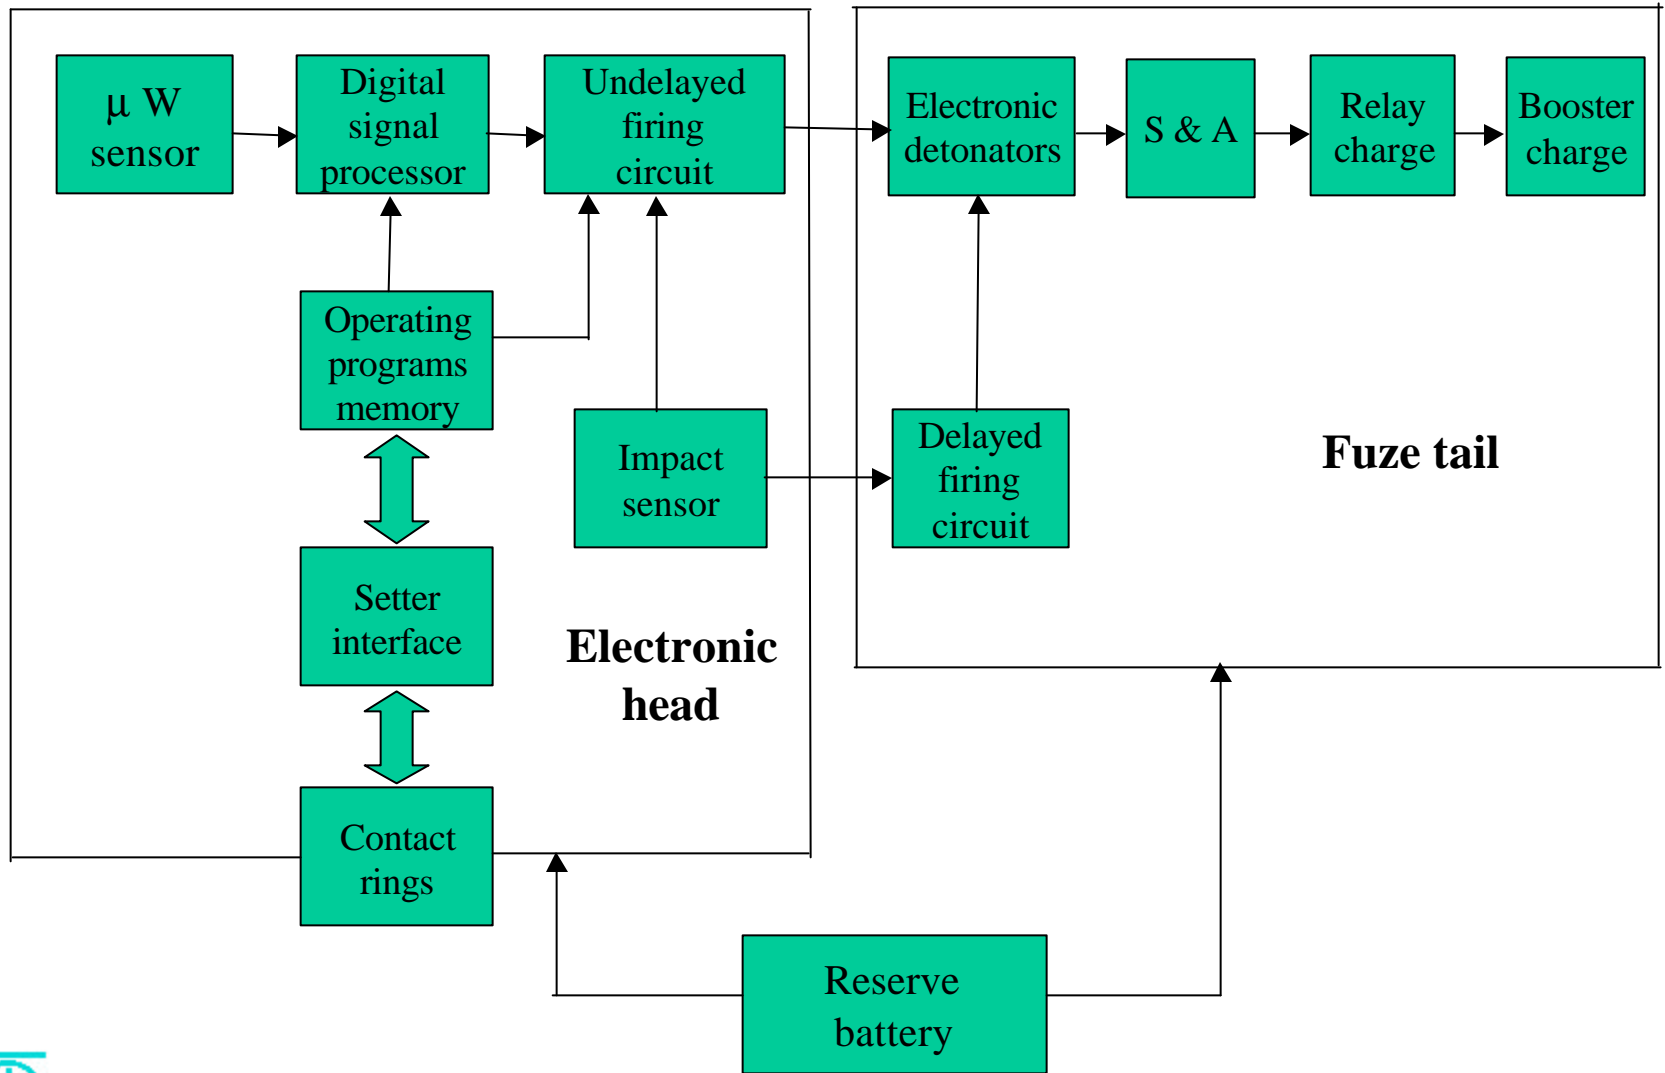 μ W
sensor
Digital
signal
processor
Undelayed
firing
circuit
Electronic
detonators
S & A
Relay
charge
Booster
charge
Operating
programs
memory
Impact
sensor
Delayed
firing
circuit
Fuze tail
Setter
interface
Electronic
head
Contact
rings
Reserve
battery